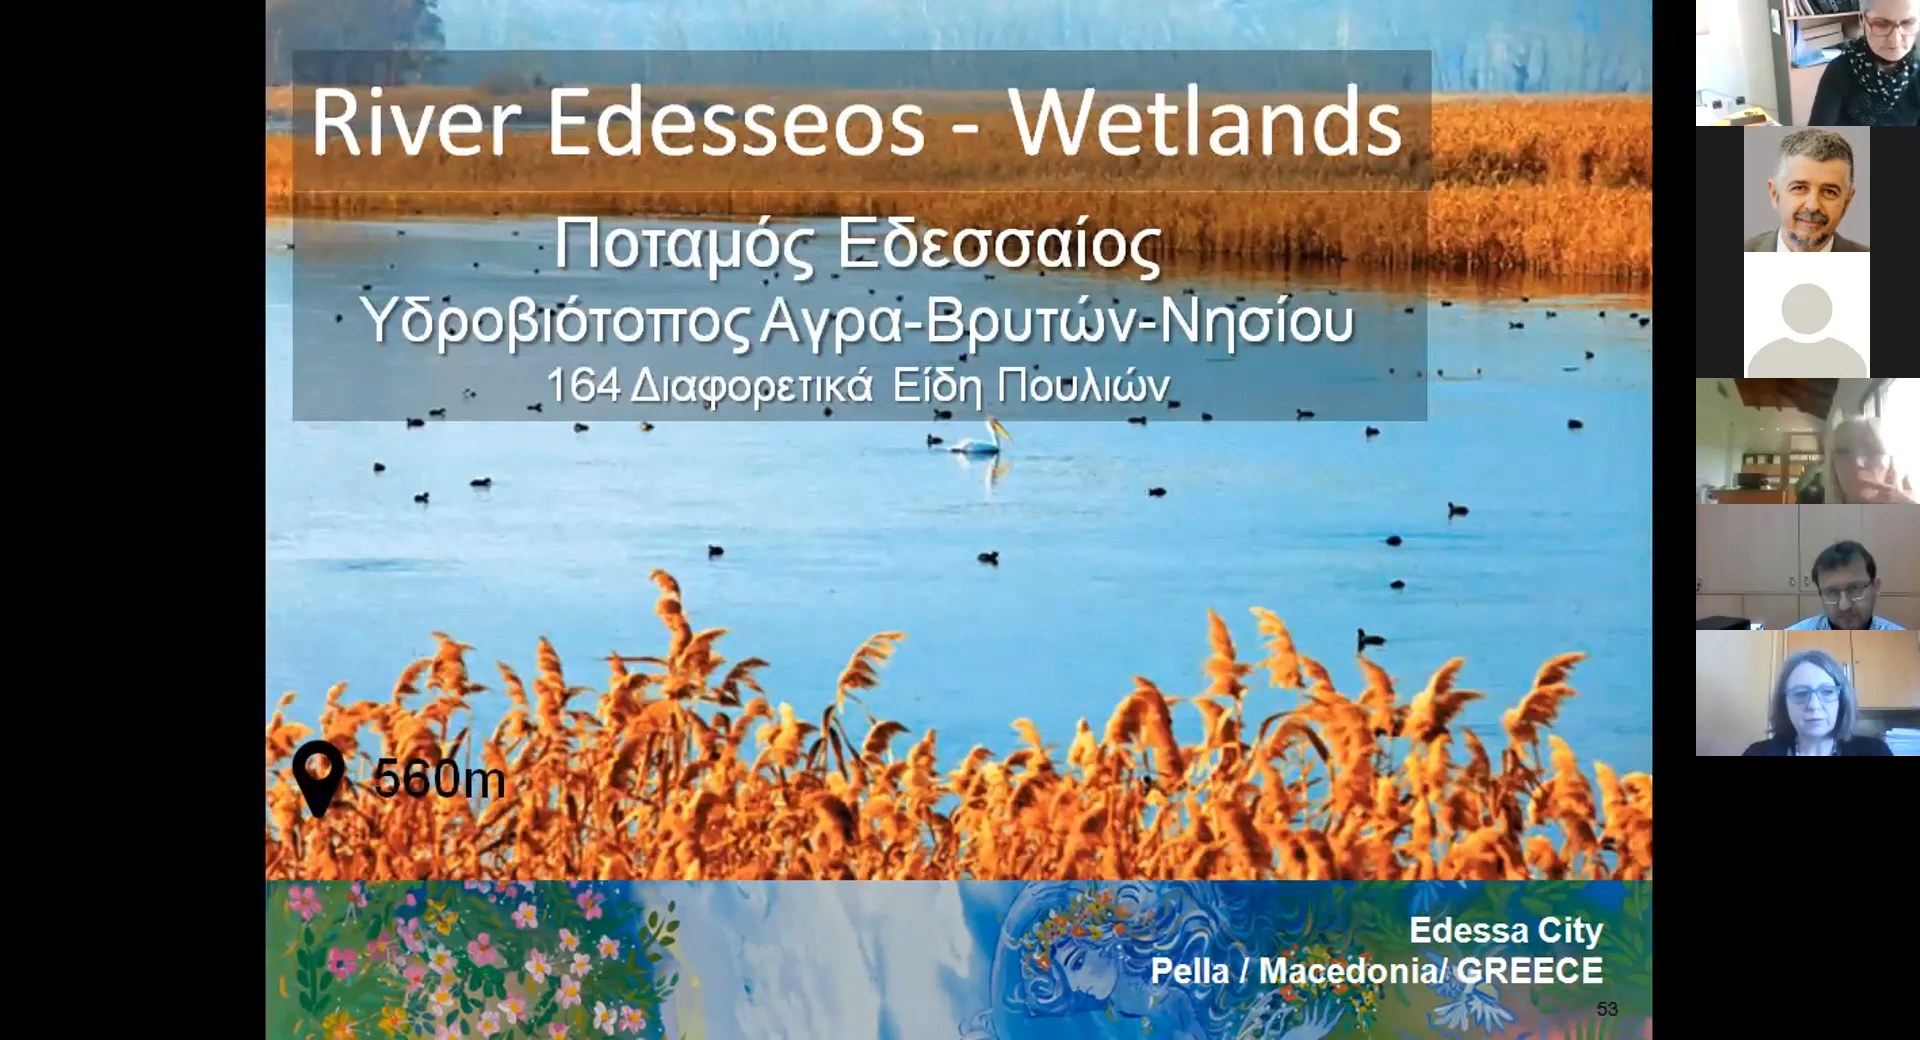 River Edesseos - Wetlands
Ποταμός Εδεσσαίος
Υδροβιότοπος Αγρα-Βρυτών-Νησίου
164 Διαφορετικά Είδη Πουλιών
560m
Edessa City
Pella / Macedonia/ GREECE
53